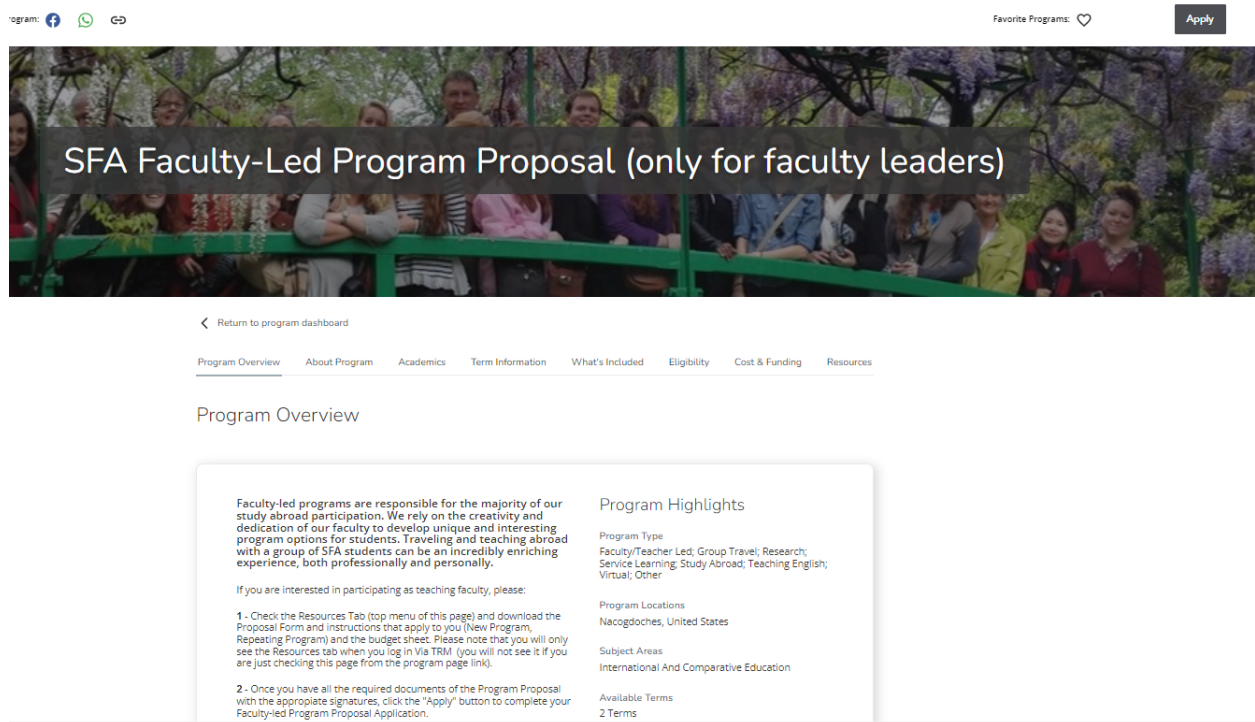 rogram:
Favorite Programs:
Apply
SFA Faculty-Led Program Proposal (only for faculty leaders)
Return to program dashboard
Program Overview About Program Academics Term Information What's Included Eligibility Cost & Funding Resources
Program Overview
Faculty-led programs are responsible for the majority of our
study abroad participation. We rely on the creativity and
dedication of our faculty to develop unique and interesting
program options for students. Traveling and teaching abroad
with a group of SFA students can be an incredibly enriching
experience, both professionally and personally.
If you are interested in participating as teaching faculty, please:
1 - Check the Resources Tab (top menu of this page) and download the
Proposal Form and instructions that apply to you (New Program,
Repeating Program) and the budget sheet. Please note that you will only
see the Resources tab when you log in Via TRM (you will not see it if you
are just checking this page from the program page link).
2 - Once you have all the required documents of the Program Proposal
with the appropiate signatures, click the "Apply" button to complete your
Faculty-led Program Proposal Application.
Program Highlights
Program Type
Faculty/Teacher Led; Group Travel; Research;
Service Learning; Study Abroad; Teaching English;
Virtual; Other
Program Locations
Nacogdoches, United States
Subject Areas
International And Comparative Education
Available Terms
2 Terms